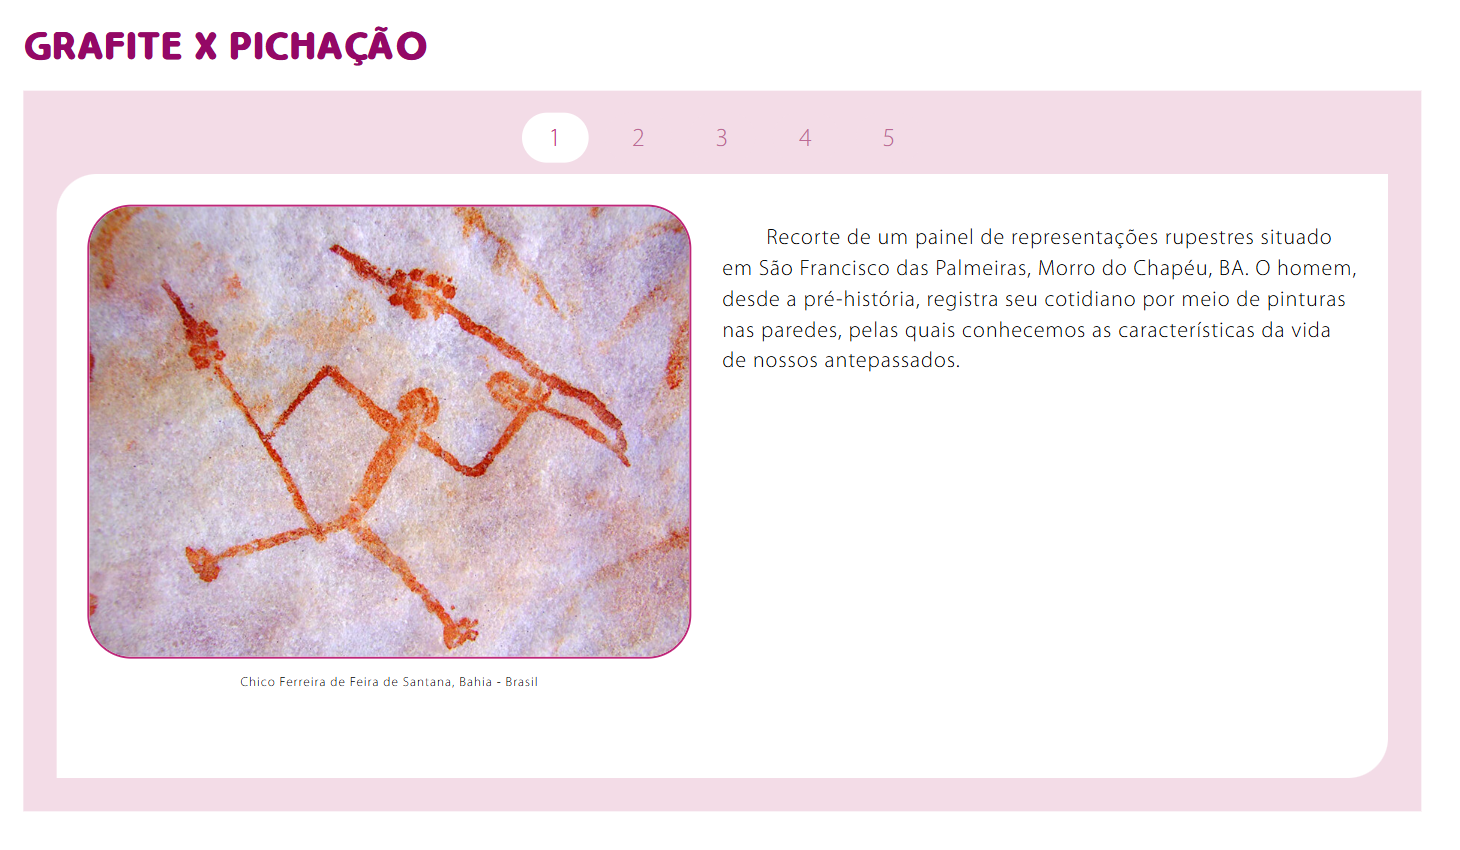 GRAFITE X PICHAÇÃO
1 2 3 4 5
Recorte de um painel de representações rupestres situado
em São Francisco das Palmeiras, Morro do Chapéu, BA. O homem,
desde a pré-história, registra seu cotidiano por meio de pinturas
nas paredes, pelas quais conhecemos as características da vida
de nossos antepassados.
Chico Ferreira de Feira de Santana, Bahia - Brasil